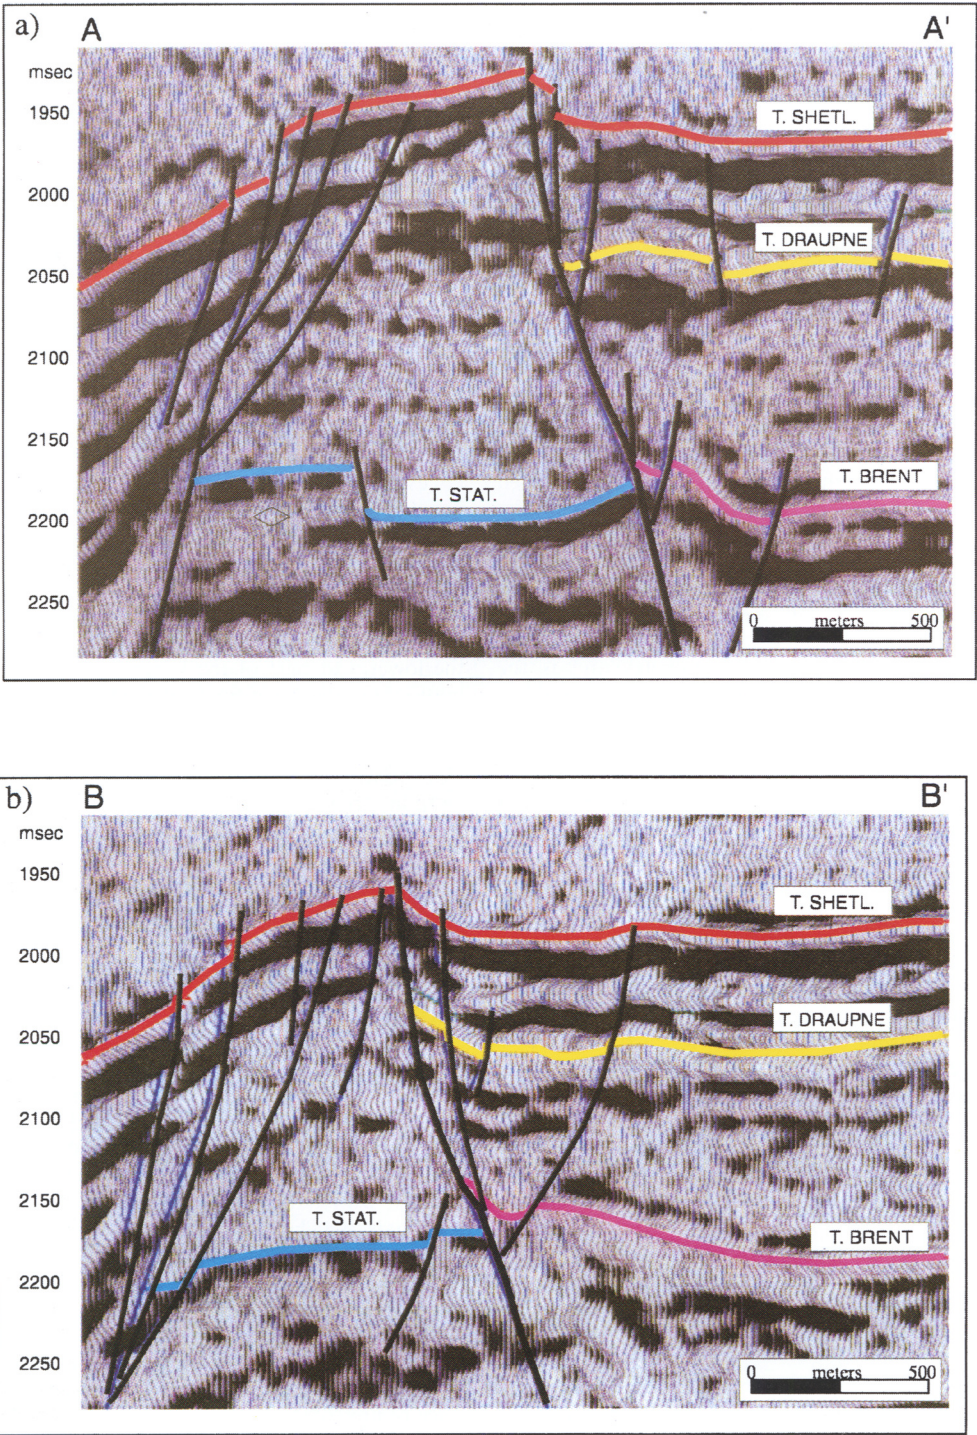 a) A A'
msec
1950
T. SHETL.
2000
T. DRAUPNE
2050
2100
2150
T. BRENT
T. STAT.
2200
2250
0 meters 500
b) B B'
msec
1950
T. SHETL.
2000
T. DRAUPNE
2050
2100
2150
T. STAT.
T. BRENT
2200
2250
0 meters 500